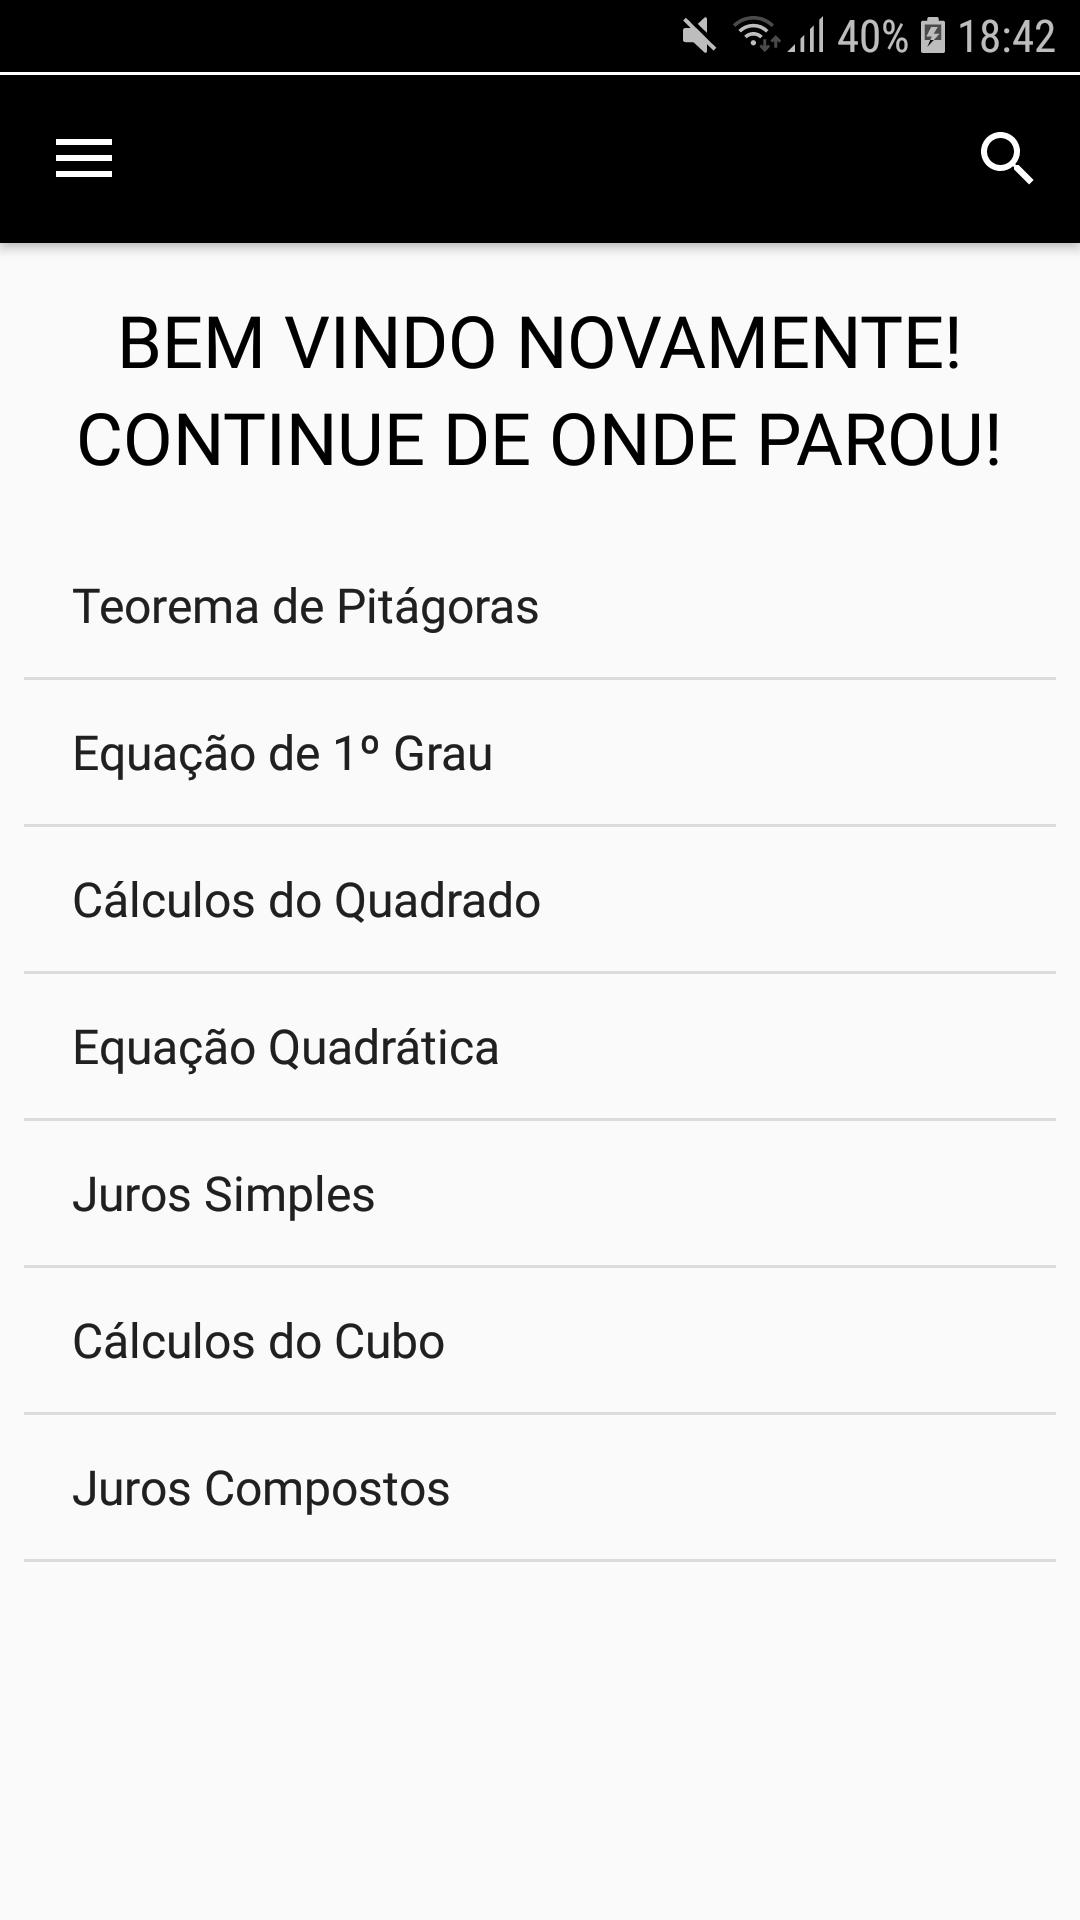 40% 18:42
BEM VINDO NOVAMENTE!
CONTINUE DE ONDE PAROU!
Teorema de Pitágoras
Equação de 1º Grau
Cálculos do Quadrado
Equação Quadrática
Juros Simples
Cálculos do Cubo
Juros Compostos